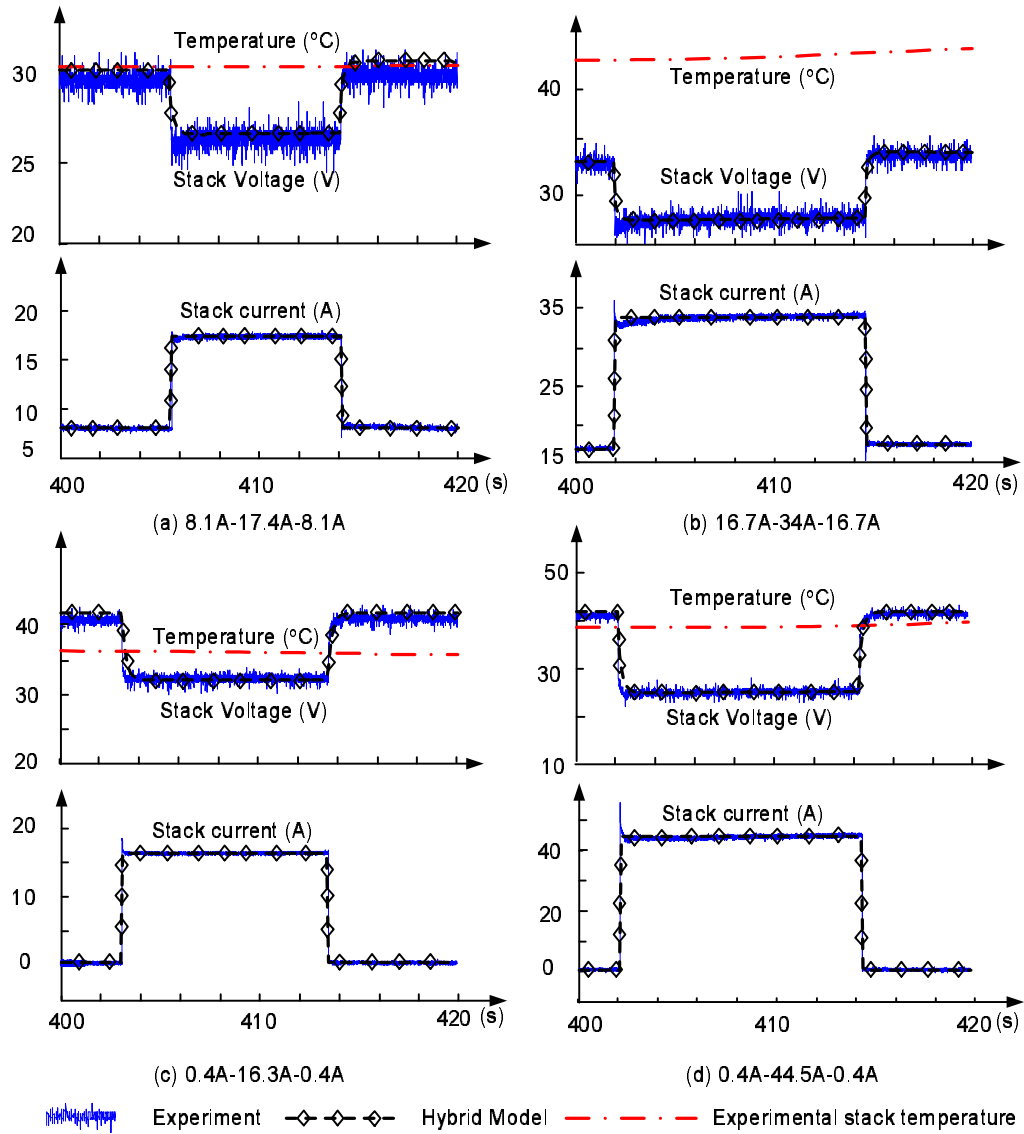 Temperature (ºC)
30
25
Stack Voltage (V)
20
Temperature (ºC)
40
Stack Voltage (V)
30
20
Stack current (A)
15
10
5
400 410 420 (s)
(a) 8.1A-17.4A-8.1A
35
Stack current (A)
25
15
400 410 420 (s)
(b) 16.7A-34A-16.7A
40
Temperature (ºC)
30
Stack Voltage (V)
20
50
Temperature (ºC)
30
Stack Voltage (V)
10
20
Stack current (A)
10
0
400 410 420 (s)
(c) 0.4A-16.3A-0.4A
Stack current (A)
40
20
0
400 410 420 (s)
(d) 0.4A-44.5A-0.4A
Experiment Hybrid Model Experimental stack temperature